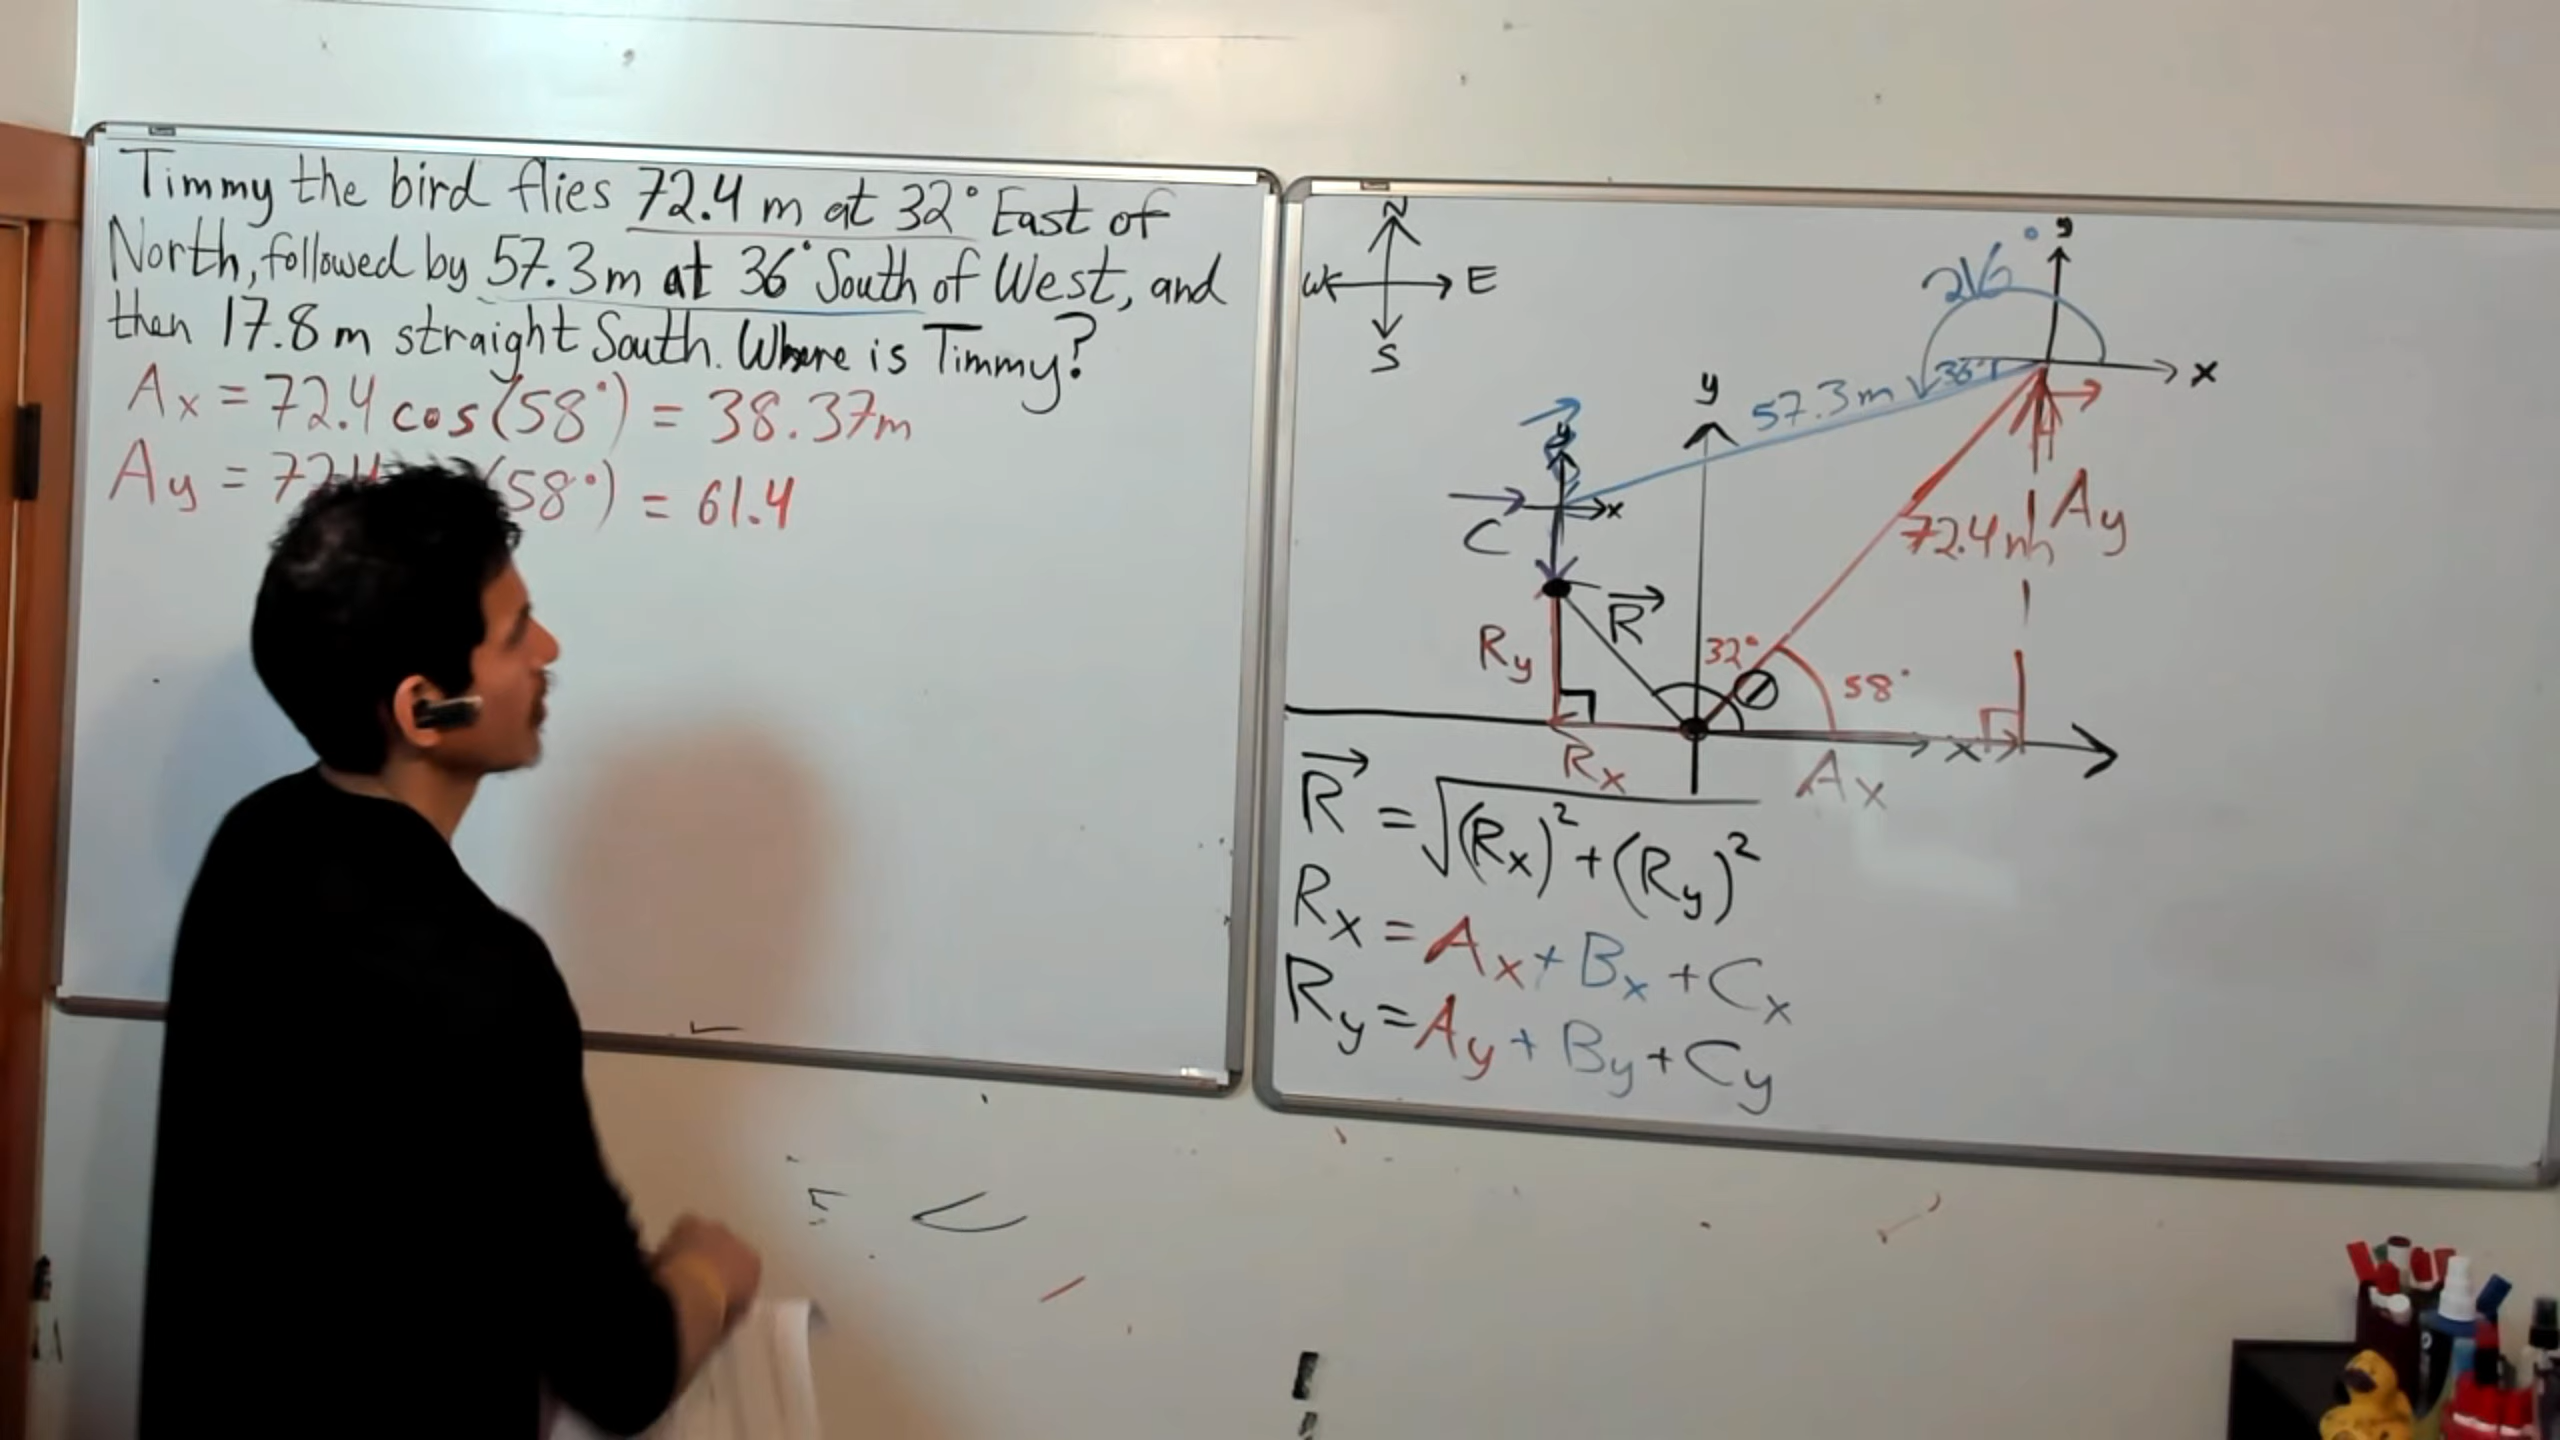 Timmy the bird flies 72.4 m at 32° East of
North, followed by 57.3m at 36° South of West, and
then 17.8 m straight South. Where is Timmy?
Ax = 72.4 cos(58°) = 38.37m
Ay = 72.4 (58°) = 61.4
N
W E
S
216°
y
x
36°
57.3m
y
y
x
C
72.4m
Ay
R
Ry
32°
58°
Rx
x
Ax
R = √(Rx)² + (Ry)²
Rx = Ax + Bx + Cx
Ry = Ay + By + Cy